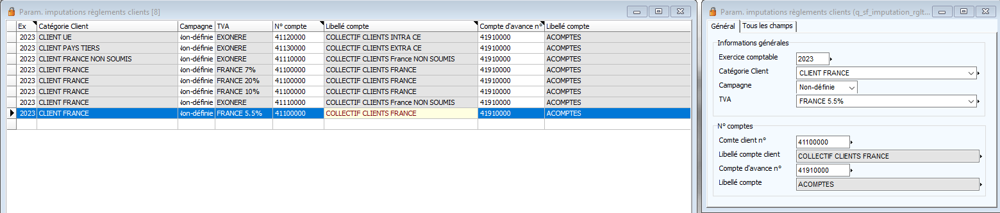 Param. imputations règlements clients [8]
Ex Catégorie Client Campagne TVA N° compte Libellé compte Compte d'avance n° Libellé compte
2023 CLIENT UE Non-définie EXONERE 41120000 COLLECTIF CLIENTS INTRA CE 41910000 ACOMPTES
2023 CLIENT PAYS TIERS Non-définie EXONERE 41130000 COLLECTIF CLIENTS EXTRA CE 41910000 ACOMPTES
2023 CLIENT FRANCE NON SOUMIS Non-définie EXONERE 41110000 COLLECTIF CLIENTS France NON SOUMIS 41910000 ACOMPTES
2023 CLIENT FRANCE Non-définie FRANCE 7% 41100000 COLLECTIF CLIENTS FRANCE 41910000 ACOMPTES
2023 CLIENT FRANCE Non-définie FRANCE 20% 41100000 COLLECTIF CLIENTS FRANCE 41910000 ACOMPTES
2023 CLIENT FRANCE Non-définie FRANCE 10% 41100000 COLLECTIF CLIENTS FRANCE 41910000 ACOMPTES
2023 CLIENT FRANCE Non-définie EXONERE 41110000 COLLECTIF CLIENTS France NON SOUMIS 41910000 ACOMPTES
2023 CLIENT FRANCE Non-définie FRANCE 5.5% 41100000 COLLECTIF CLIENTS FRANCE 41910000 ACOMPTES
Param. imputations règlements clients (q_sf_imputation_rglt...
Général Tous les champs
Informations générales
Exercice comptable 2023
Catégorie Client CLIENT FRANCE
Campagne Non-définie
TVA FRANCE 5.5%
N° comptes
Comte client n° 41100000
Libellé compte client COLLECTIF CLIENTS FRANCE
Compte d'avance n° 41910000
Libellé compte ACOMPTES